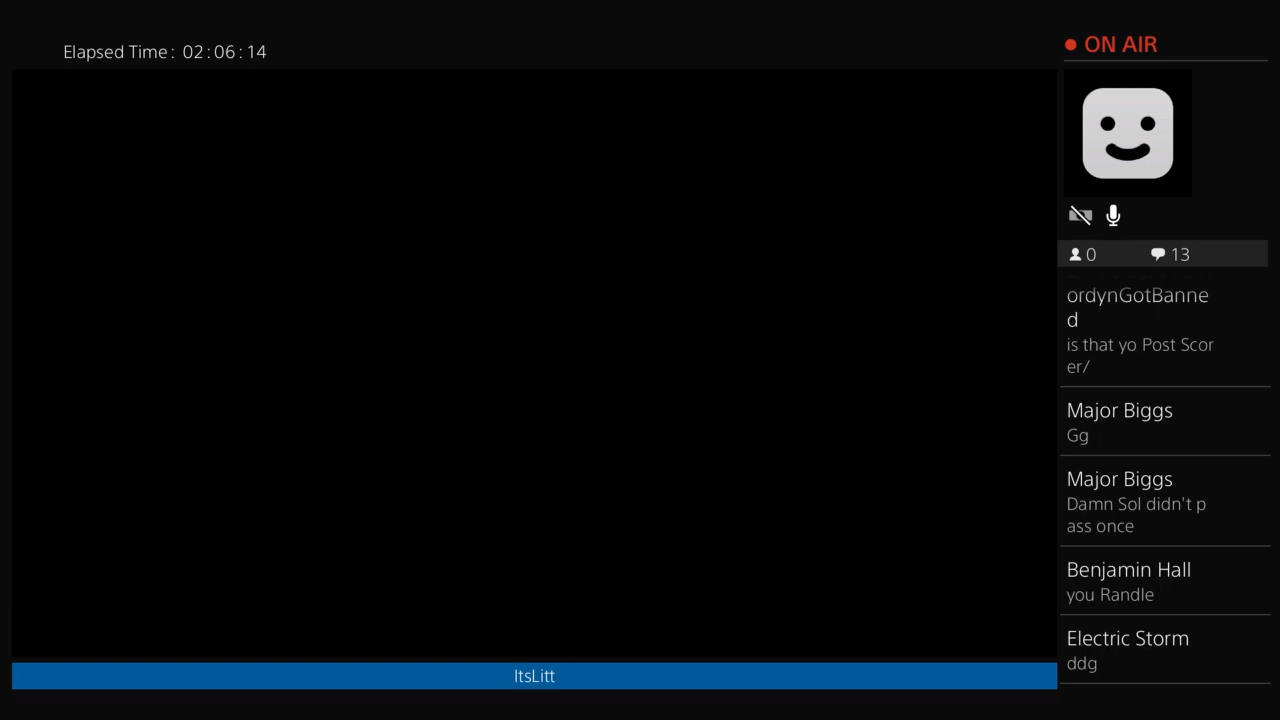 Elapsed Time: 02:06:14
ON AIR
0 13
ordynGotBanne
d
is that yo Post Scor
er/
Major Biggs
Gg
Major Biggs
Damn Sol didn't p
ass once
Benjamin Hall
you Randle
Electric Storm
ddg
ItsLitt